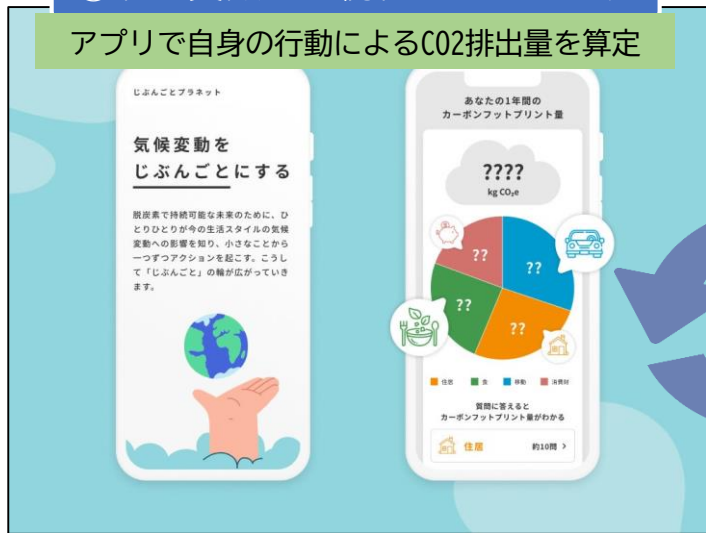 アプリで自身の行動によるCO2排出量を算定
じぶんごとプラネット
気候変動を
じぶんごとにする
脱炭素で持続可能な未来のために、ひ
とりひとりが今の生活スタイルの気候
変動への影響を知り、小さなことから
一つずつアクションを起こす。こうし
て「じぶんごと」の輪が広がっていき
ます。
あなたの1年間の
カーボンフットプリント量
????
kg CO₂e
??
??
??
??
住居
食
移動
消費財
質問に答えると
カーボンフットプリント量がわかる
住居
約10問 >